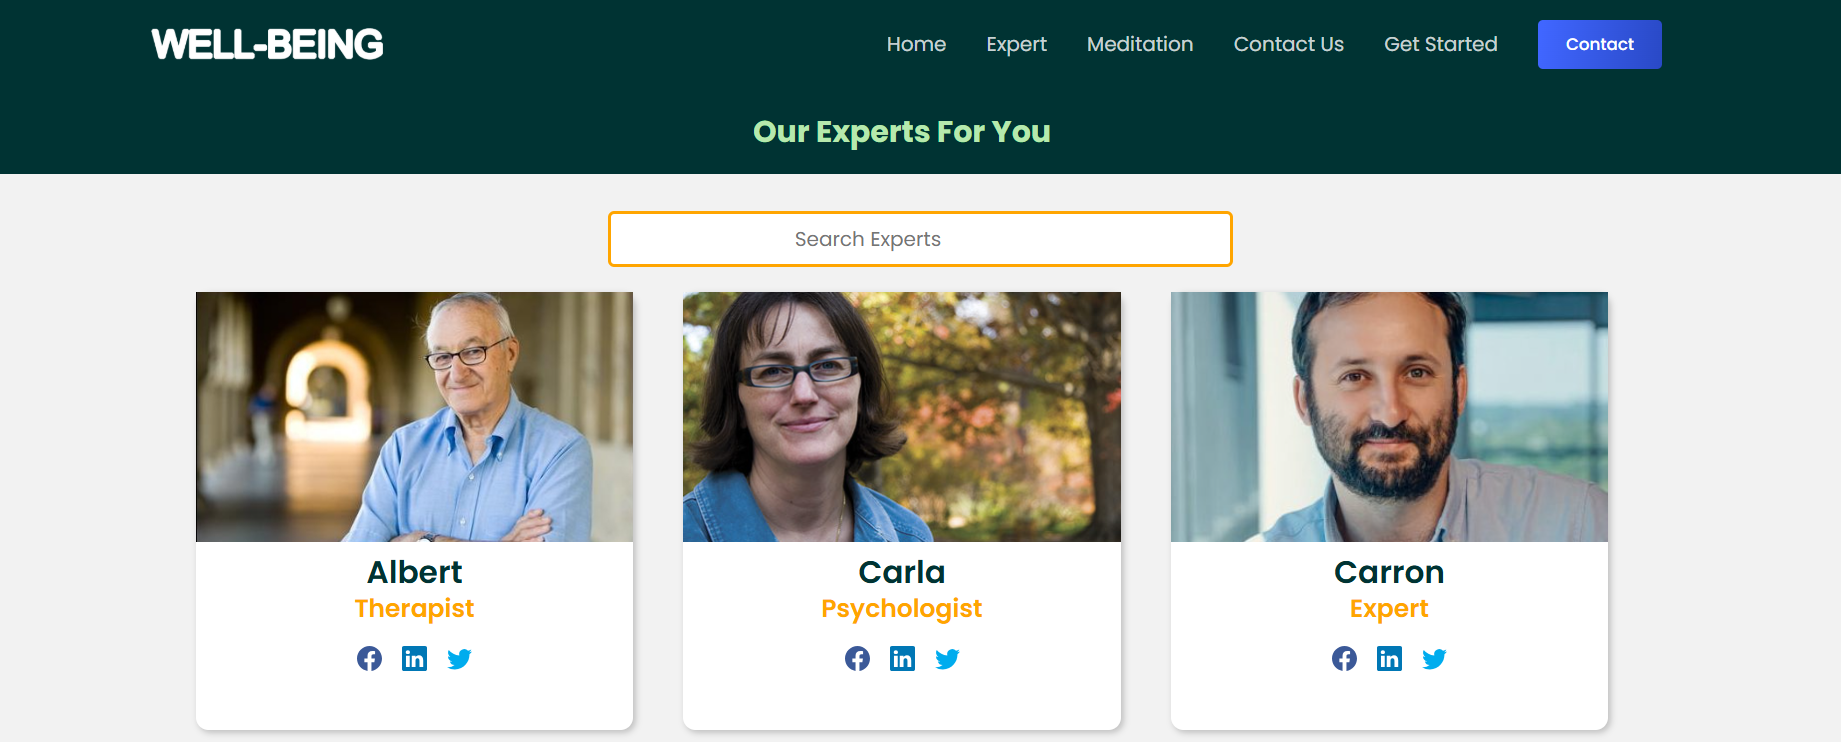 WELL-BEING
Home Expert Meditation Contact Us Get Started Contact
Our Experts For You
Search Experts
Albert
Therapist
Carla
Psychologist
Carron
Expert